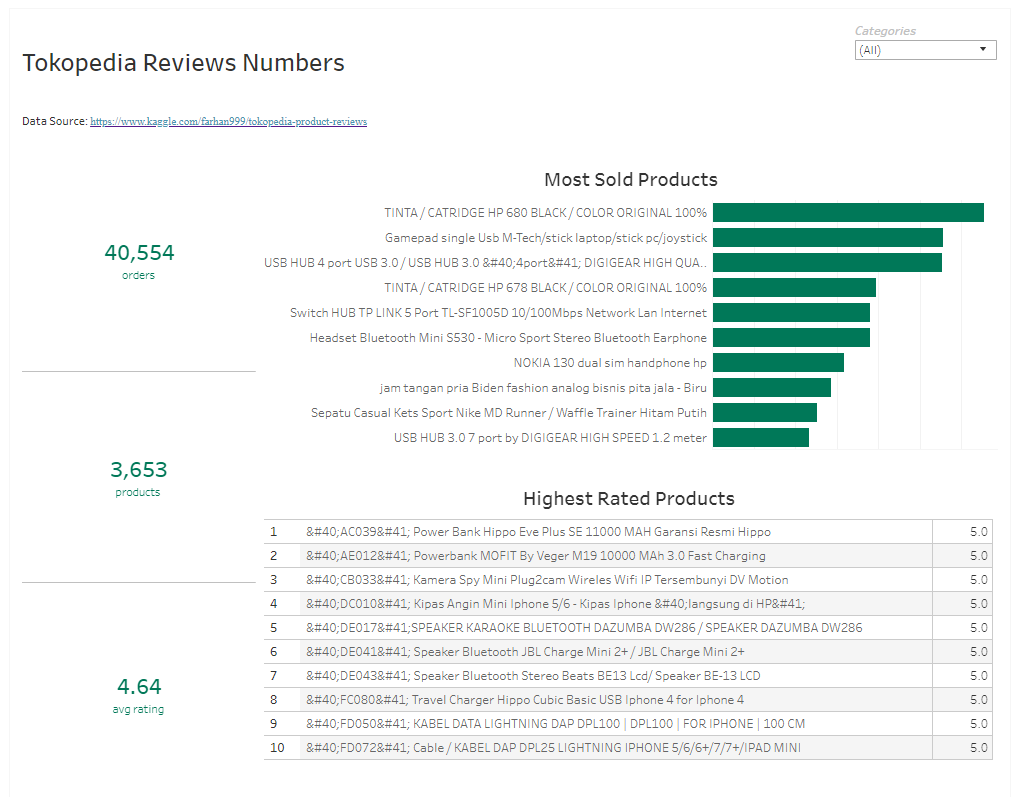 Categories
(All)
Tokopedia Reviews Numbers
Data Source: https://www.kaggle.com/farhan999/tokopedia-product-reviews
40,554
orders
3,653
products
4.64
avg rating
Most Sold Products
TINTA / CATRIDGE HP 680 BLACK / COLOR ORIGINAL 100%
Gamepad single Usb M-Tech/stick laptop/stick pc/joystick
USB HUB 4 port USB 3.0 / USB HUB 3.0 &#40;4port&#41; DIGIGEAR HIGH QUA..
TINTA / CATRIDGE HP 678 BLACK / COLOR ORIGINAL 100%
Switch HUB TP LINK 5 Port TL-SF1005D 10/100Mbps Network Lan Internet
Headset Bluetooth Mini S530 - Micro Sport Stereo Bluetooth Earphone
NOKIA 130 dual sim handphone hp
jam tangan pria Biden fashion analog bisnis pita jala - Biru
Sepatu Casual Kets Sport Nike MD Runner / Waffle Trainer Hitam Putih
USB HUB 3.0 7 port by DIGIGEAR HIGH SPEED 1.2 meter
Highest Rated Products
1 &#40;AC039&#41; Power Bank Hippo Eve Plus SE 11000 MAH Garansi Resmi Hippo 5.0
2 &#40;AE012&#41; Powerbank MOFIT By Veger M19 10000 MAh 3.0 Fast Charging 5.0
3 &#40;CB033&#41; Kamera Spy Mini Plug2cam Wireles Wifi IP Tersembunyi DV Motion 5.0
4 &#40;DC010&#41; Kipas Angin Mini Iphone 5/6 - Kipas Iphone &#40;langsung di HP&#41; 5.0
5 &#40;DE017&#41;SPEAKER KARAOKE BLUETOOTH DAZUMBA DW286 / SPEAKER DAZUMBA DW286 5.0
6 &#40;DE041&#41; Speaker Bluetooth JBL Charge Mini 2+ / JBL Charge Mini 2+ 5.0
7 &#40;DE043&#41; Speaker Bluetooth Stereo Beats BE13 Lcd/ Speaker BE-13 LCD 5.0
8 &#40;FC080&#41; Travel Charger Hippo Cubic Basic USB Iphone 4 for Iphone 4 5.0
9 &#40;FD050&#41; KABEL DATA LIGHTNING DAP DPL100 | DPL100 | FOR IPHONE | 100 CM 5.0
10 &#40;FD072&#41; Cable / KABEL DAP DPL25 LIGHTNING IPHONE 5/6/6+/7/7+/IPAD MINI 5.0